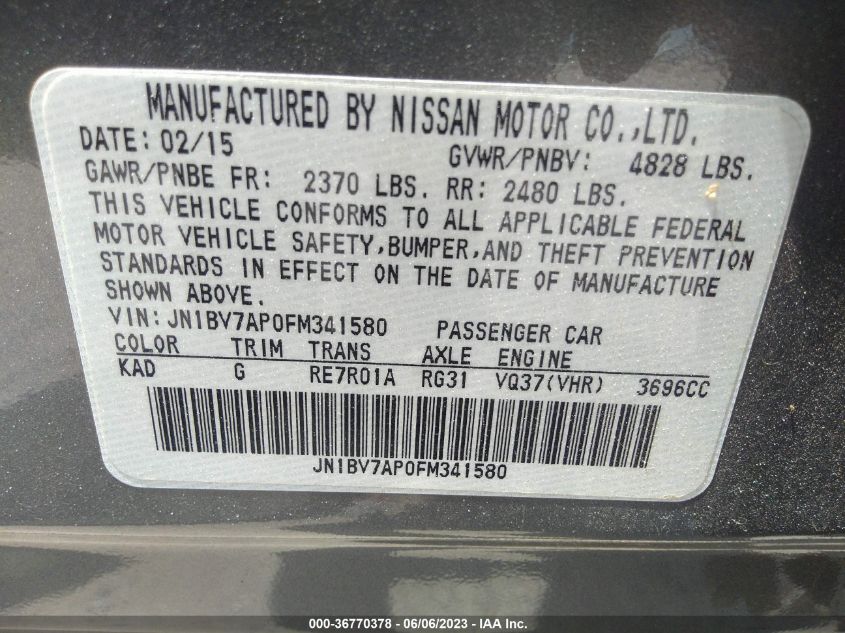 MANUFACTURED BY NISSAN MOTOR CO.,LTD.
DATE: 02/15 GVWR/PNBV: 4828 LBS.
GAWR/PNBE FR: 2370 LBS. RR: 2480 LBS.
THIS VEHICLE CONFORMS TO ALL APPLICABLE FEDERAL
MOTOR VEHICLE SAFETY,BUMPER,AND THEFT PREVENTION
STANDARDS IN EFFECT ON THE DATE OF MANUFACTURE
SHOWN ABOVE.
VIN: JN1BV7AP0FM341580 PASSENGER CAR
COLOR TRIM TRANS AXLE ENGINE
KAD G RE7R01A RG31 VQ37(VHR) 3696CC
JN1BV7AP0FM341580
000-36770378 - 06/06/2023 - © IAA Inc.